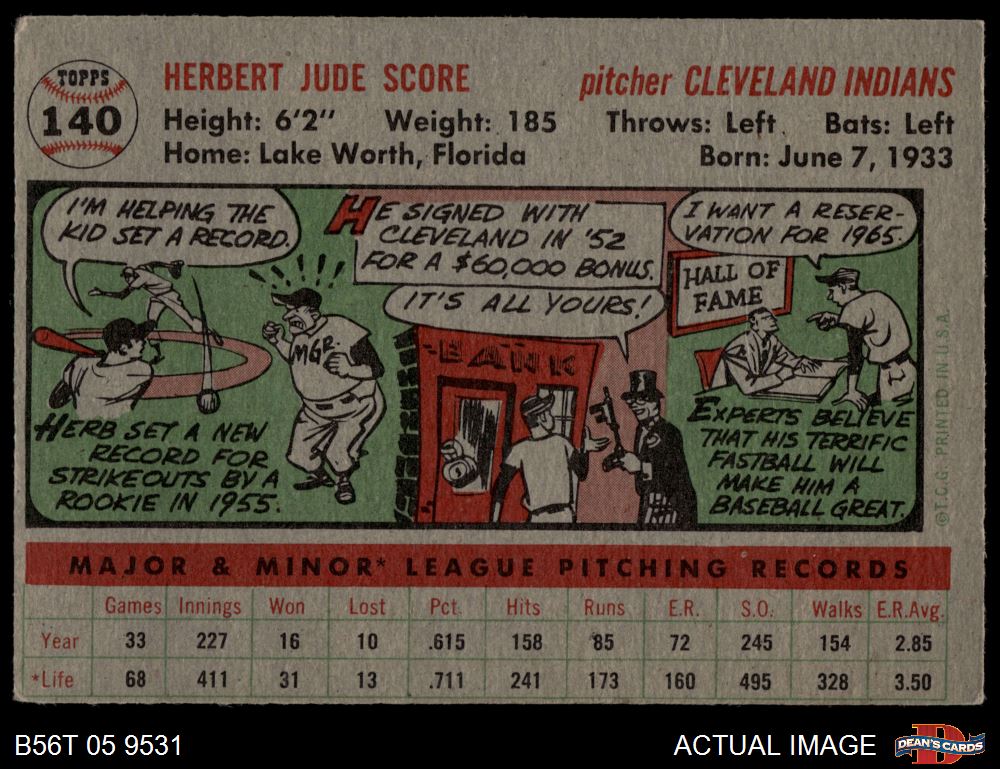 TOPPS
140
HERBERT JUDE SCORE
pitcher CLEVELAND INDIANS
Height: 6'2" Weight: 185 Throws: Left Bats: Left
Home: Lake Worth, Florida Born: June 7, 1933
I'M HELPING THE
KID SET A RECORD.
MGR.
HERB SET A NEW
RECORD FOR
STRIKEOUTS BY A
ROOKIE IN 1955.
HE SIGNED WITH
CLEVELAND IN '52
FOR A $60,000 BONUS.
IT'S ALL YOURS!
BANK
I WANT A RESER-
VATION FOR 1965.
HALL OF
FAME
EXPERTS BELIEVE
THAT HIS TERRIFIC
FASTBALL WILL
MAKE HIM A
BASEBALL GREAT.
©T.C.G. PRINTED IN U.S.A.
MAJOR & MINOR* LEAGUE PITCHING RECORDS
Games Innings Won Lost Pct. Hits Runs E.R. S.O. Walks E.R.Avg.
Year 33 227 16 10 .615 158 85 72 245 154 2.85
*Life 68 411 31 13 .711 241 173 160 495 328 3.50
B56T 05 9531
ACTUAL IMAGE
D
DEAN'S CARDS